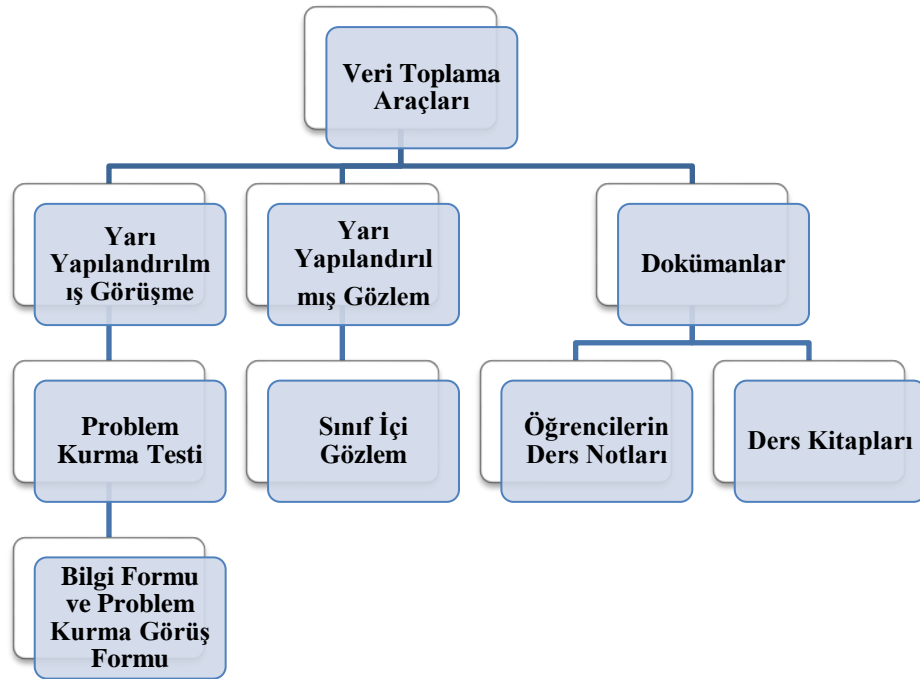 Veri Toplama
Araçları
Yarı
Yapılandırılm
ış Görüşme
Yarı
Yapılandırıl
mış Gözlem
Dokümanlar
Problem
Kurma Testi
Sınıf İçi
Gözlem
Öğrencilerin
Ders Notları
Ders Kitapları
Bilgi Formu
ve Problem
Kurma Görüş
Formu